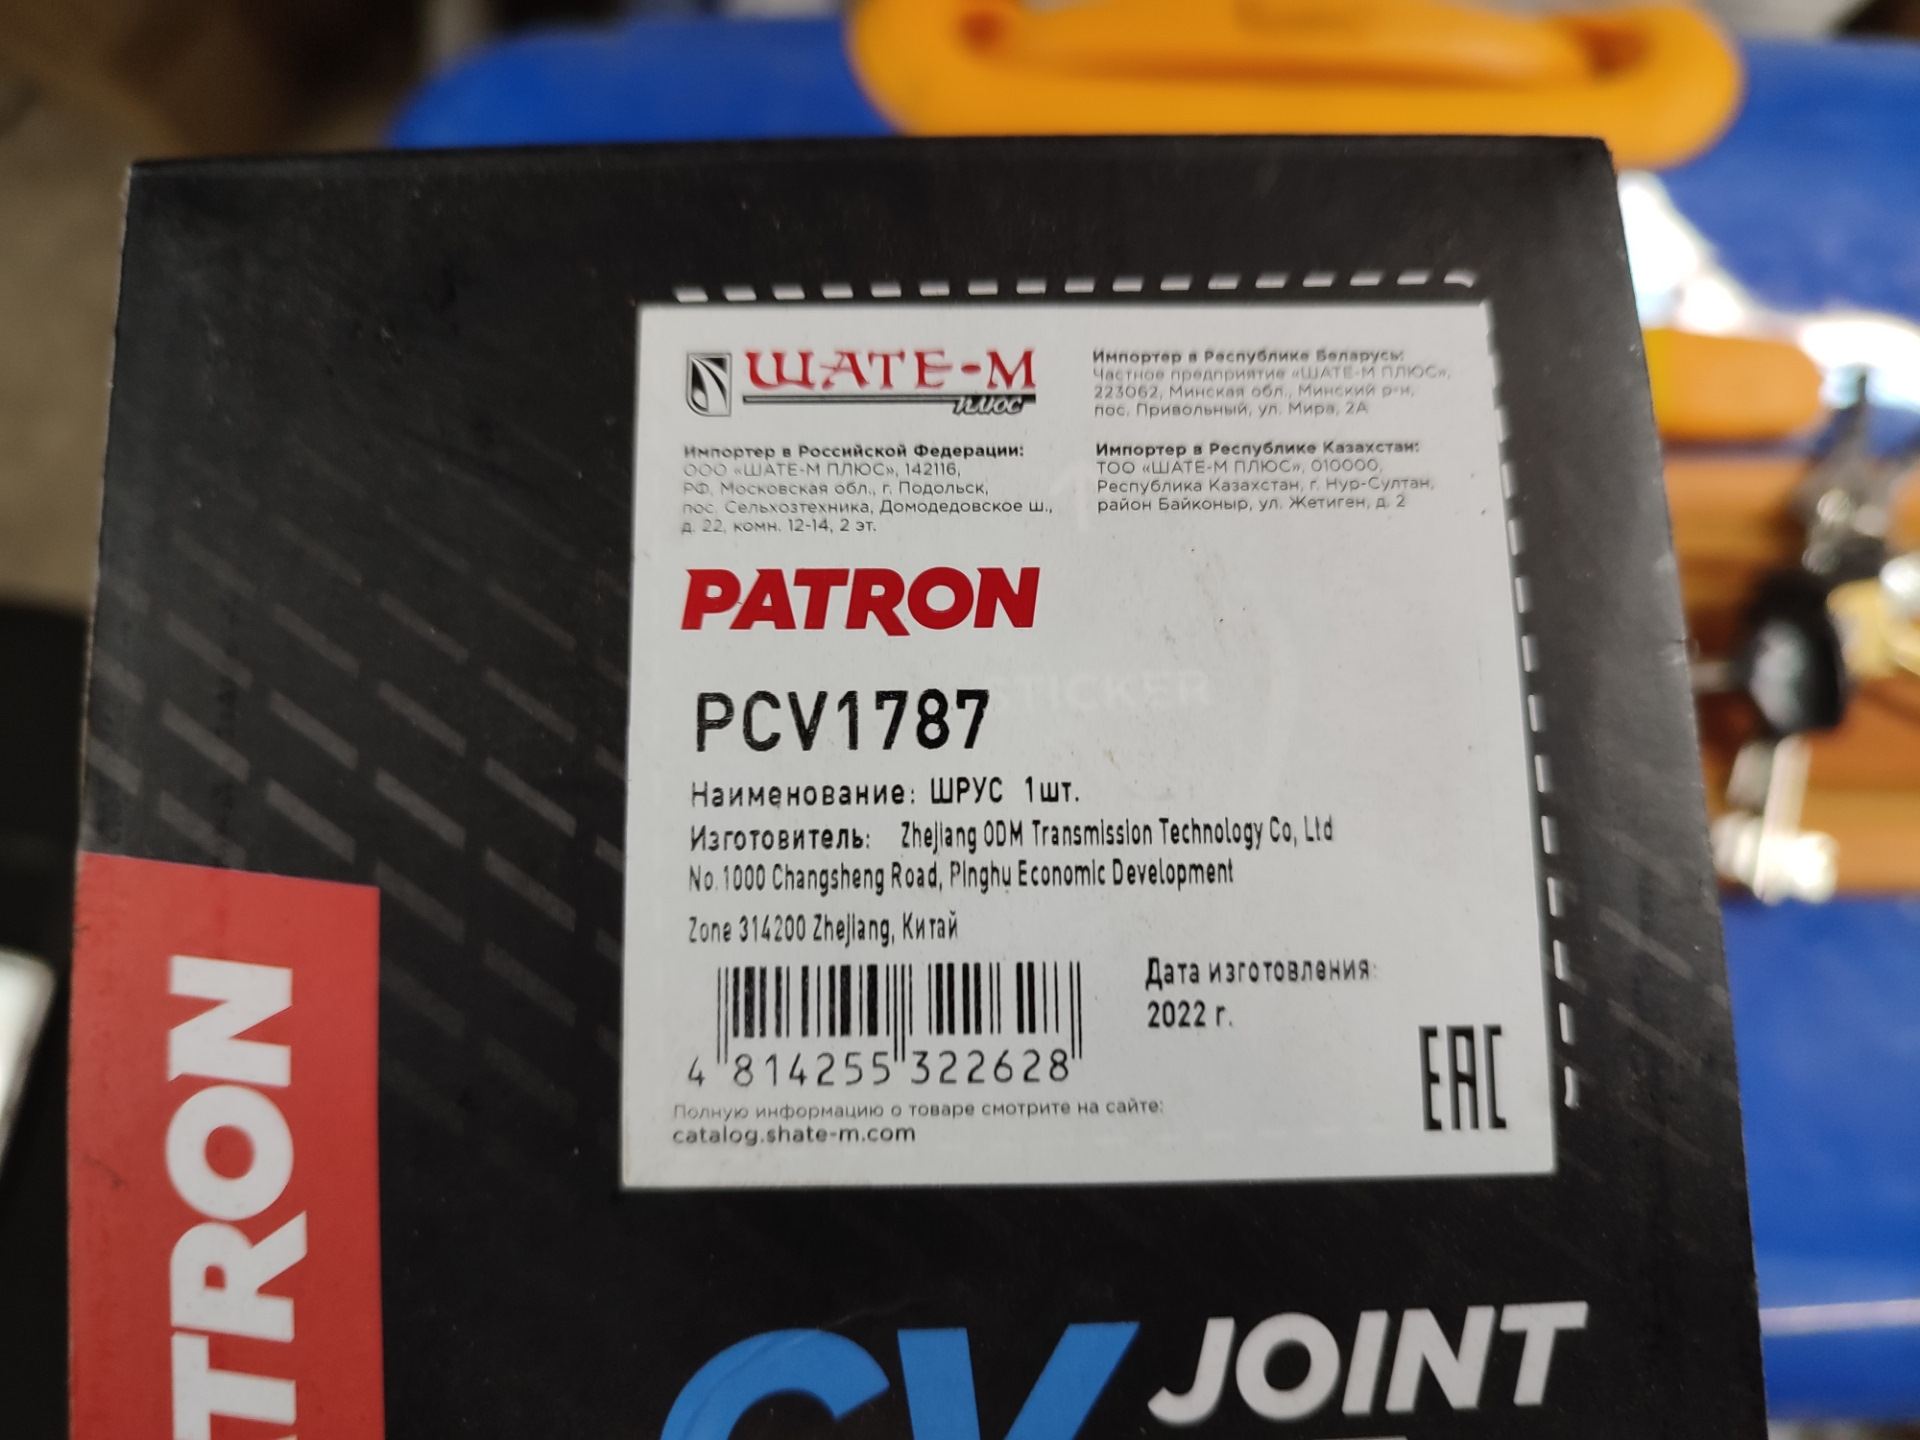 ШАТЕ-М
ПЛЮС
Импортер в Республике Беларусь:
Частное предприятие «ШАТЕ-М ПЛЮС»,
223062, Минская обл., Минский р-н,
пос. Привольный, ул. Мира, 2А
Импортер в Российской Федерации:
ООО «ШАТЕ-М ПЛЮС», 142116,
РФ, Московская обл., г. Подольск,
пос. Сельхозтехника, Домодедовское ш.,
д. 22, комн. 12-14, 2 эт.
Импортер в Республике Казахстан:
ТОО «ШАТЕ-М ПЛЮС», 010000,
Республика Казахстан, г. Нур-Султан,
район Байконыр, ул. Жетиген, д. 2
PATRON
STICKER
PCV1787
Наименование: ШРУС 1шт.
Изготовитель: Zhejiang ODM Transmission Technology Co, Ltd
No. 1000 Changsheng Road, Pinghu Economic Development
Zone 314200 Zhejiang, Китай
Дата изготовления:
2022 г.
4 814255 322628
EAC
Полную информацию о товаре смотрите на сайте:
catalog.shate-m.com
TRON
CV JOINT